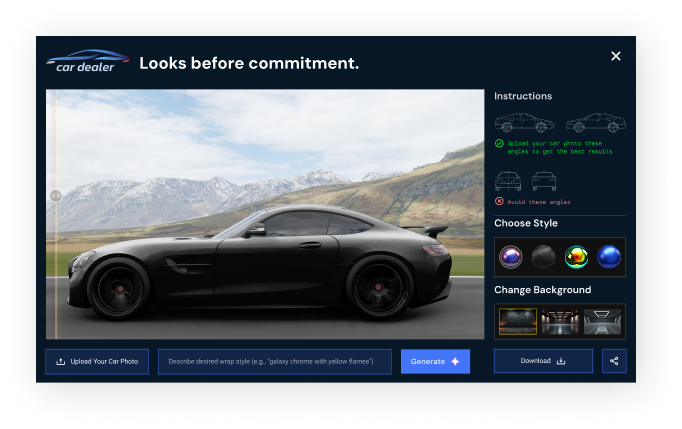 car dealer
Looks before commitment.
Instructions
Upload your car photo these
angles to get the best results
Avoid these angles
Choose Style
Change Background
Upload Your Car Photo
Describe desired wrap style (e.g., "galaxy chrome with yellow flames")
Generate
Download